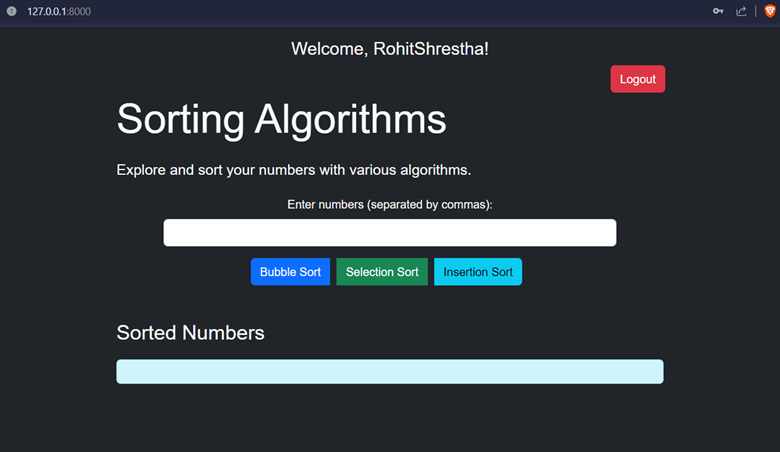 127.0.0.1:8000
Welcome, RohitShrestha!
Logout
Sorting Algorithms
Explore and sort your numbers with various algorithms.
Enter numbers (separated by commas):
Bubble Sort Selection Sort Insertion Sort
Sorted Numbers